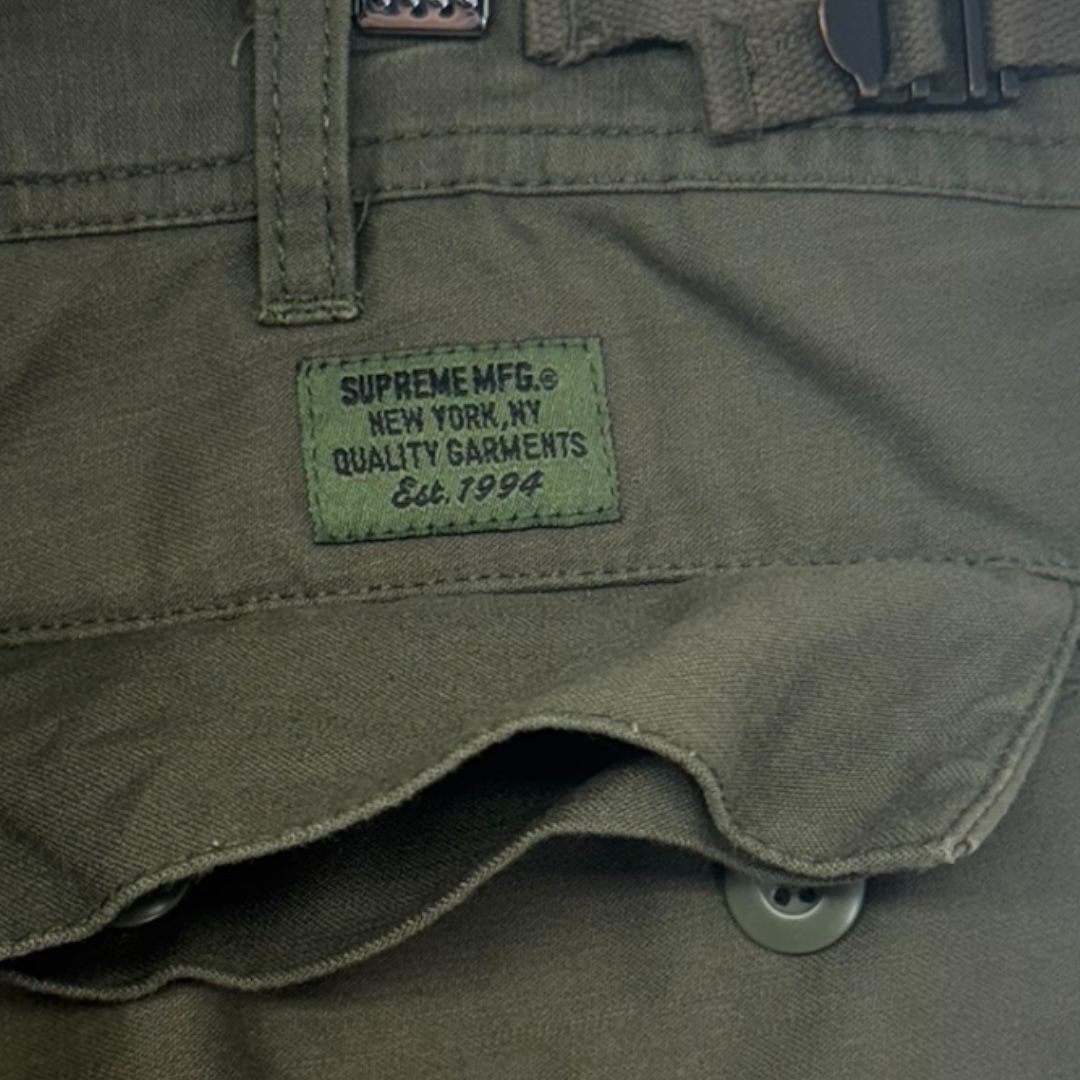 SUPREME MFG.®
NEW YORK, NY
QUALITY GARMENTS
Est. 1994